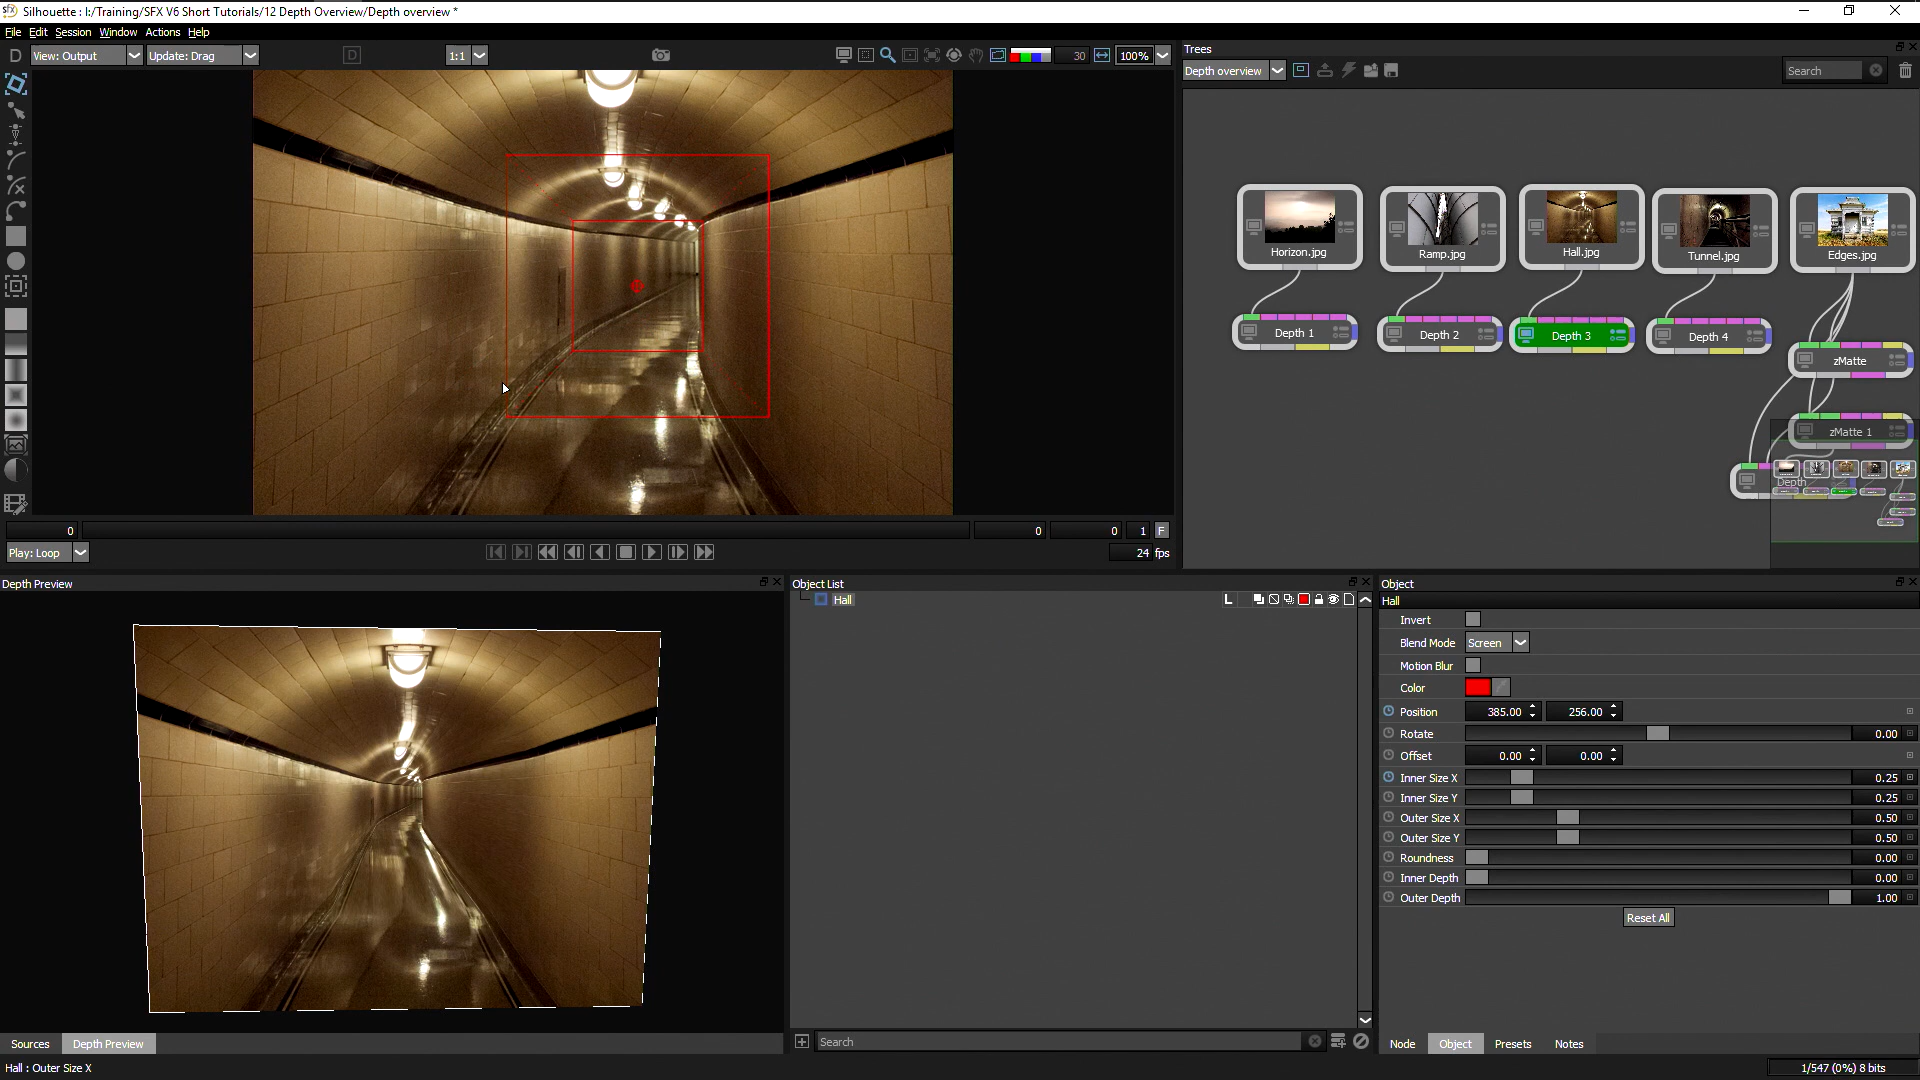 Silhouette : I:/Training/SFX V6 Short Tutorials/12 Depth Overview/Depth overview *
File Edit Session Window Actions Help
D View: Output Update: Drag D 1:1 30 100%
Trees
Depth overview Search
Horizon.jpg Ramp.jpg Hall.jpg Tunnel.jpg Edges.jpg
Depth 1 Depth 2 Depth 3 Depth 4
zMatte
zMatte 1
Depth
0 0 0 1 F
Play: Loop 24 fps
Depth Preview
Object List
Hall L
Search
Object
Hall
Invert
Blend Mode Screen
Motion Blur
Color
Position 385.00 256.00
Rotate 0.00
Offset 0.00 0.00
Inner Size X 0.25
Inner Size Y 0.25
Outer Size X 0.50
Outer Size Y 0.50
Roundness 0.00
Inner Depth 0.00
Outer Depth 1.00
Reset All
Sources Depth Preview
Node Object Presets Notes
Hall : Outer Size X
1/547 (0%) 8 bits